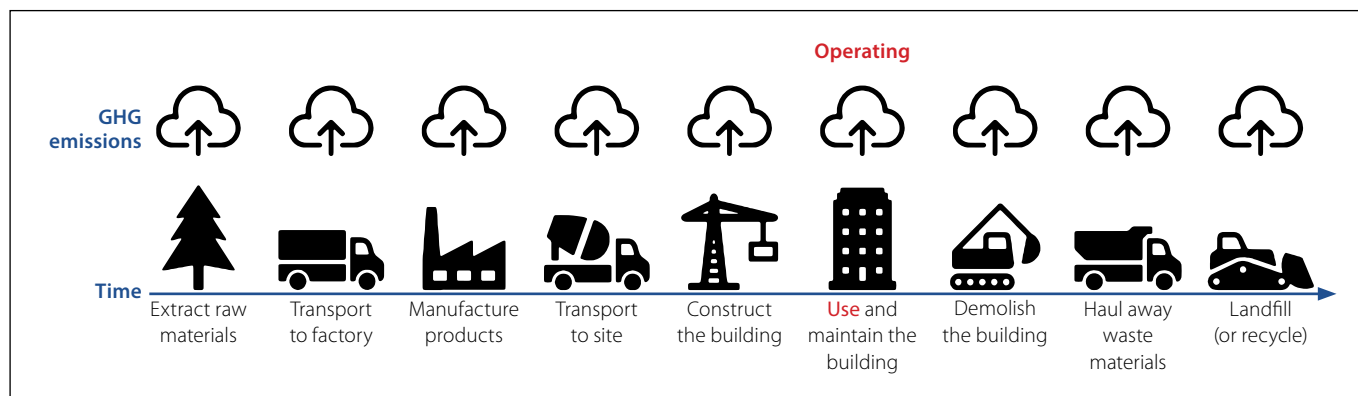 Operating
GHG
emissions
Time
Extract raw
materials
Transport
to factory
Manufacture
products
Transport
to site
Construct
the building
Use and
maintain the
building
Demolish
the building
Haul away
waste
materials
Landfill
(or recycle)